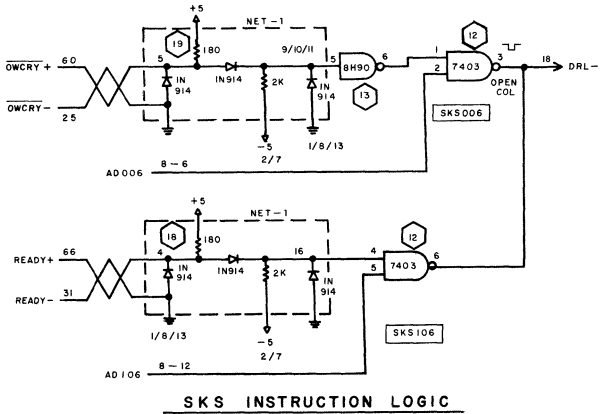 +5
NET-1
19
180
9/10/11
12
OWCRY + 60
5
IN 914
IN914
2K
IN 914
5
8H90
6
13
1
2
7403
3
OPEN COL
18
DRL-
OWCRY- 25
SKS006
-5
2/7
1/8/13
AD006 8-6
+5
NET-1
18
180
12
READY+ 66
4
IN 914
IN914
16
2K
IN 914
4
5
7403
6
READY- 31
1/8/13
-5
2/7
SKS106
AD106 8-12
SKS INSTRUCTION LOGIC